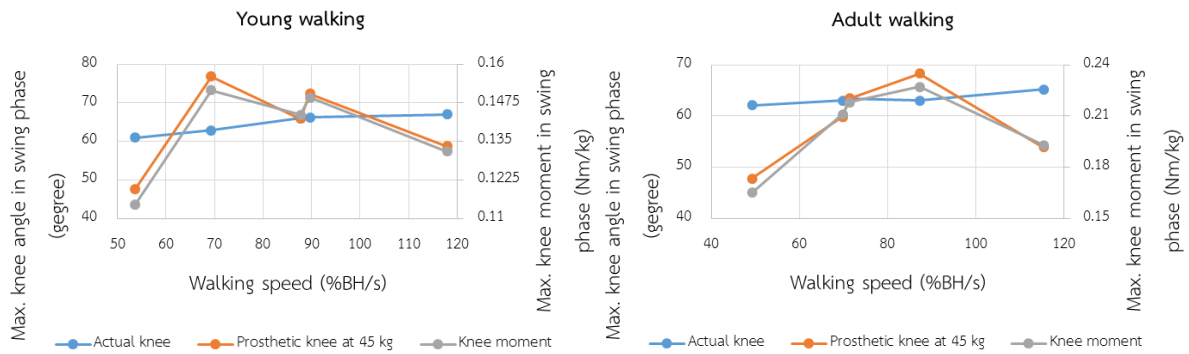 Young walking
Max. knee angle in swing phase
(gegree)
80
70
60
50
40
0.16
0.1475
0.135
0.1225
0.11
50 60 70 80 90 100 110 120
Max. knee moment in swing
phase (Nm/kg)
Walking speed (%BH/s)
Actual knee Prosthetic knee at 45 kg Knee moment
Adult walking
Max. knee angle in swing phase
(gegree)
70
60
50
40
0.24
0.21
0.18
0.15
40 60 80 100 120
Max. knee moment in swing
phase (Nm/kg)
Walking speed (%BH/s)
Actual knee Prosthetic knee at 45 kg Knee moment